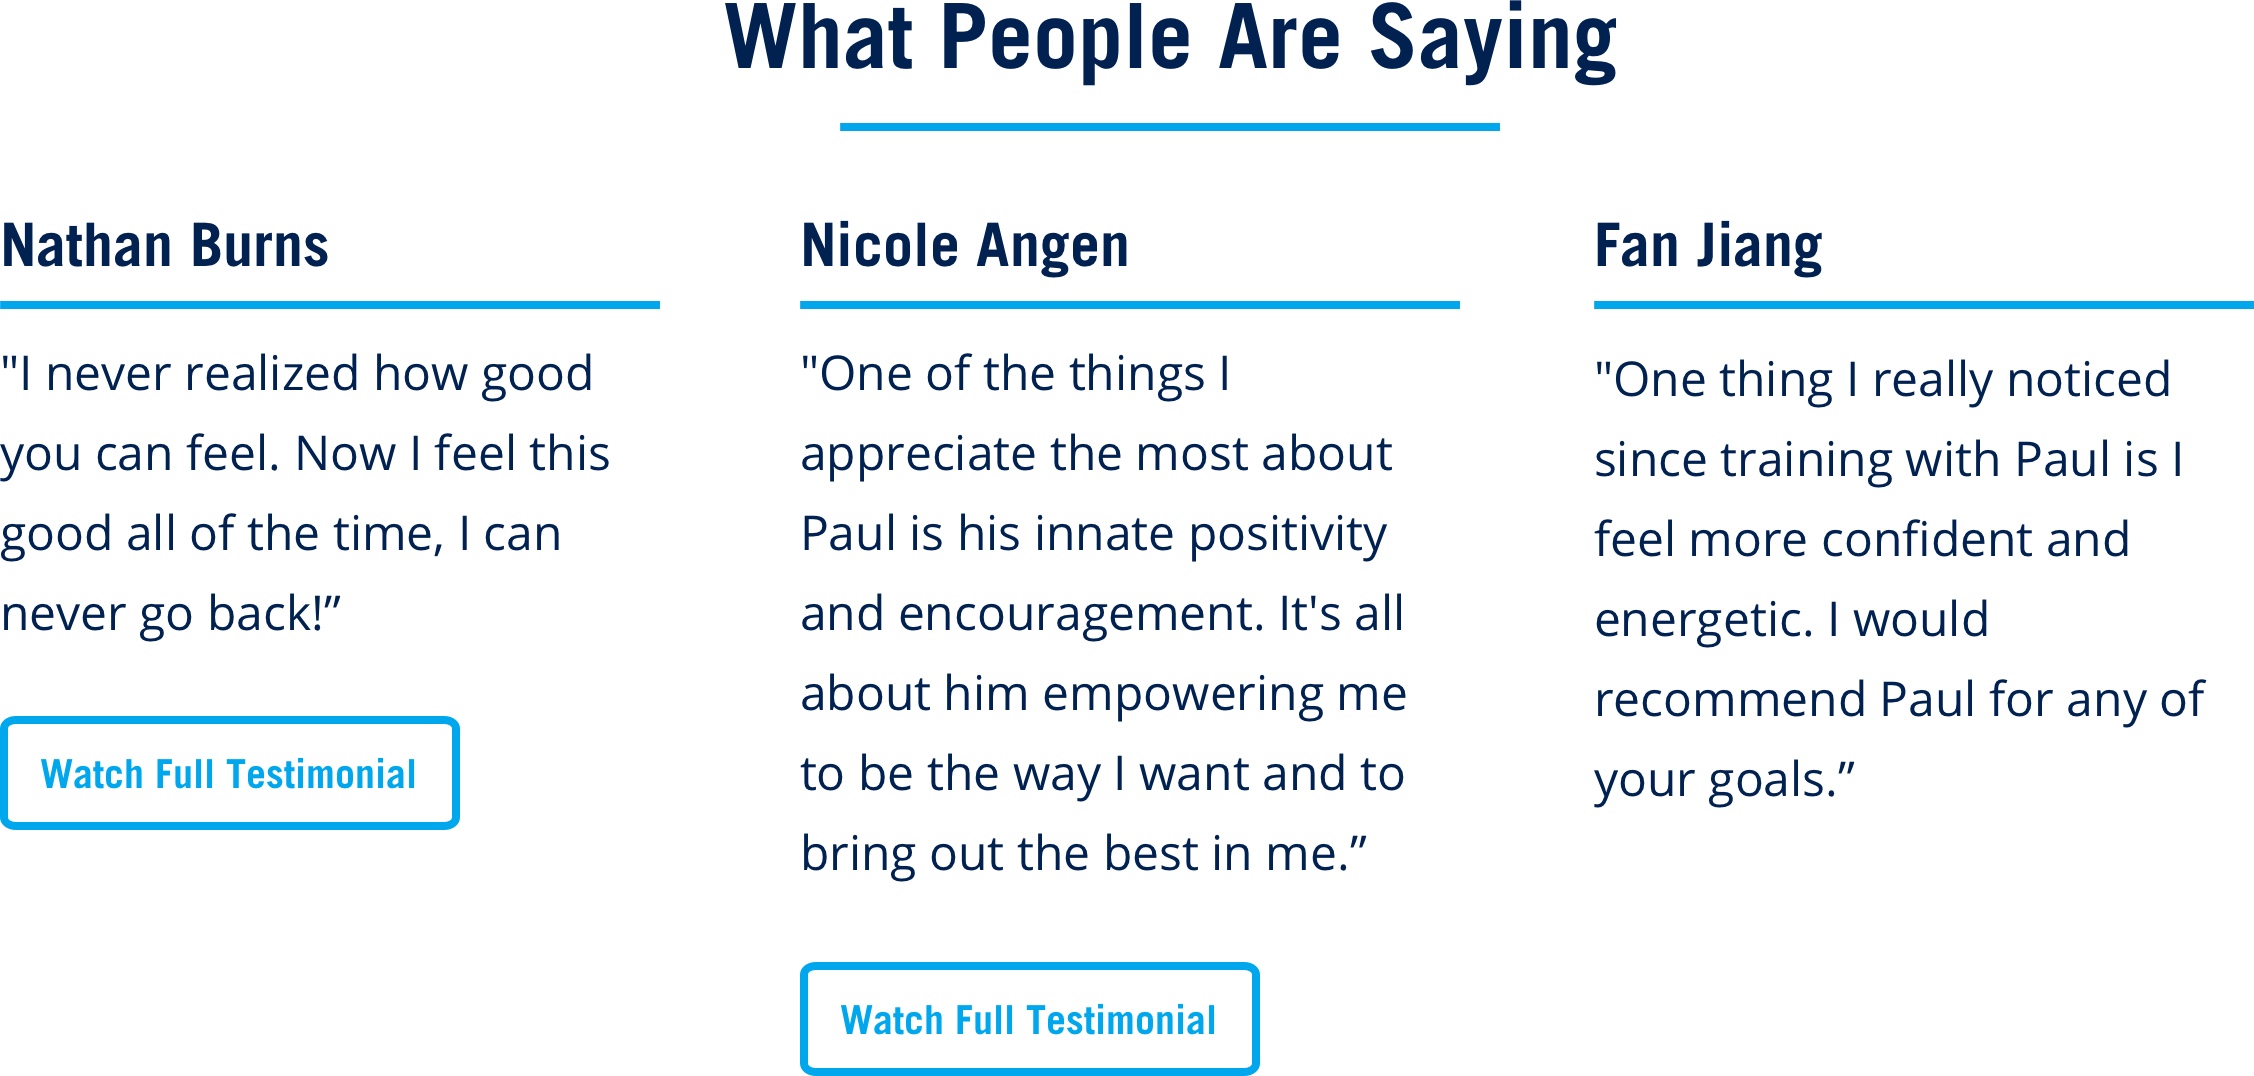 What People Are Saying
Nathan Burns
"I never realized how good
you can feel. Now I feel this
good all of the time, I can
never go back!”
Watch Full Testimonial
Nicole Angen
"One of the things I
appreciate the most about
Paul is his innate positivity
and encouragement. It's all
about him empowering me
to be the way I want and to
bring out the best in me.”
Watch Full Testimonial
Fan Jiang
"One thing I really noticed
since training with Paul is I
feel more confident and
energetic. I would
recommend Paul for any of
your goals.”